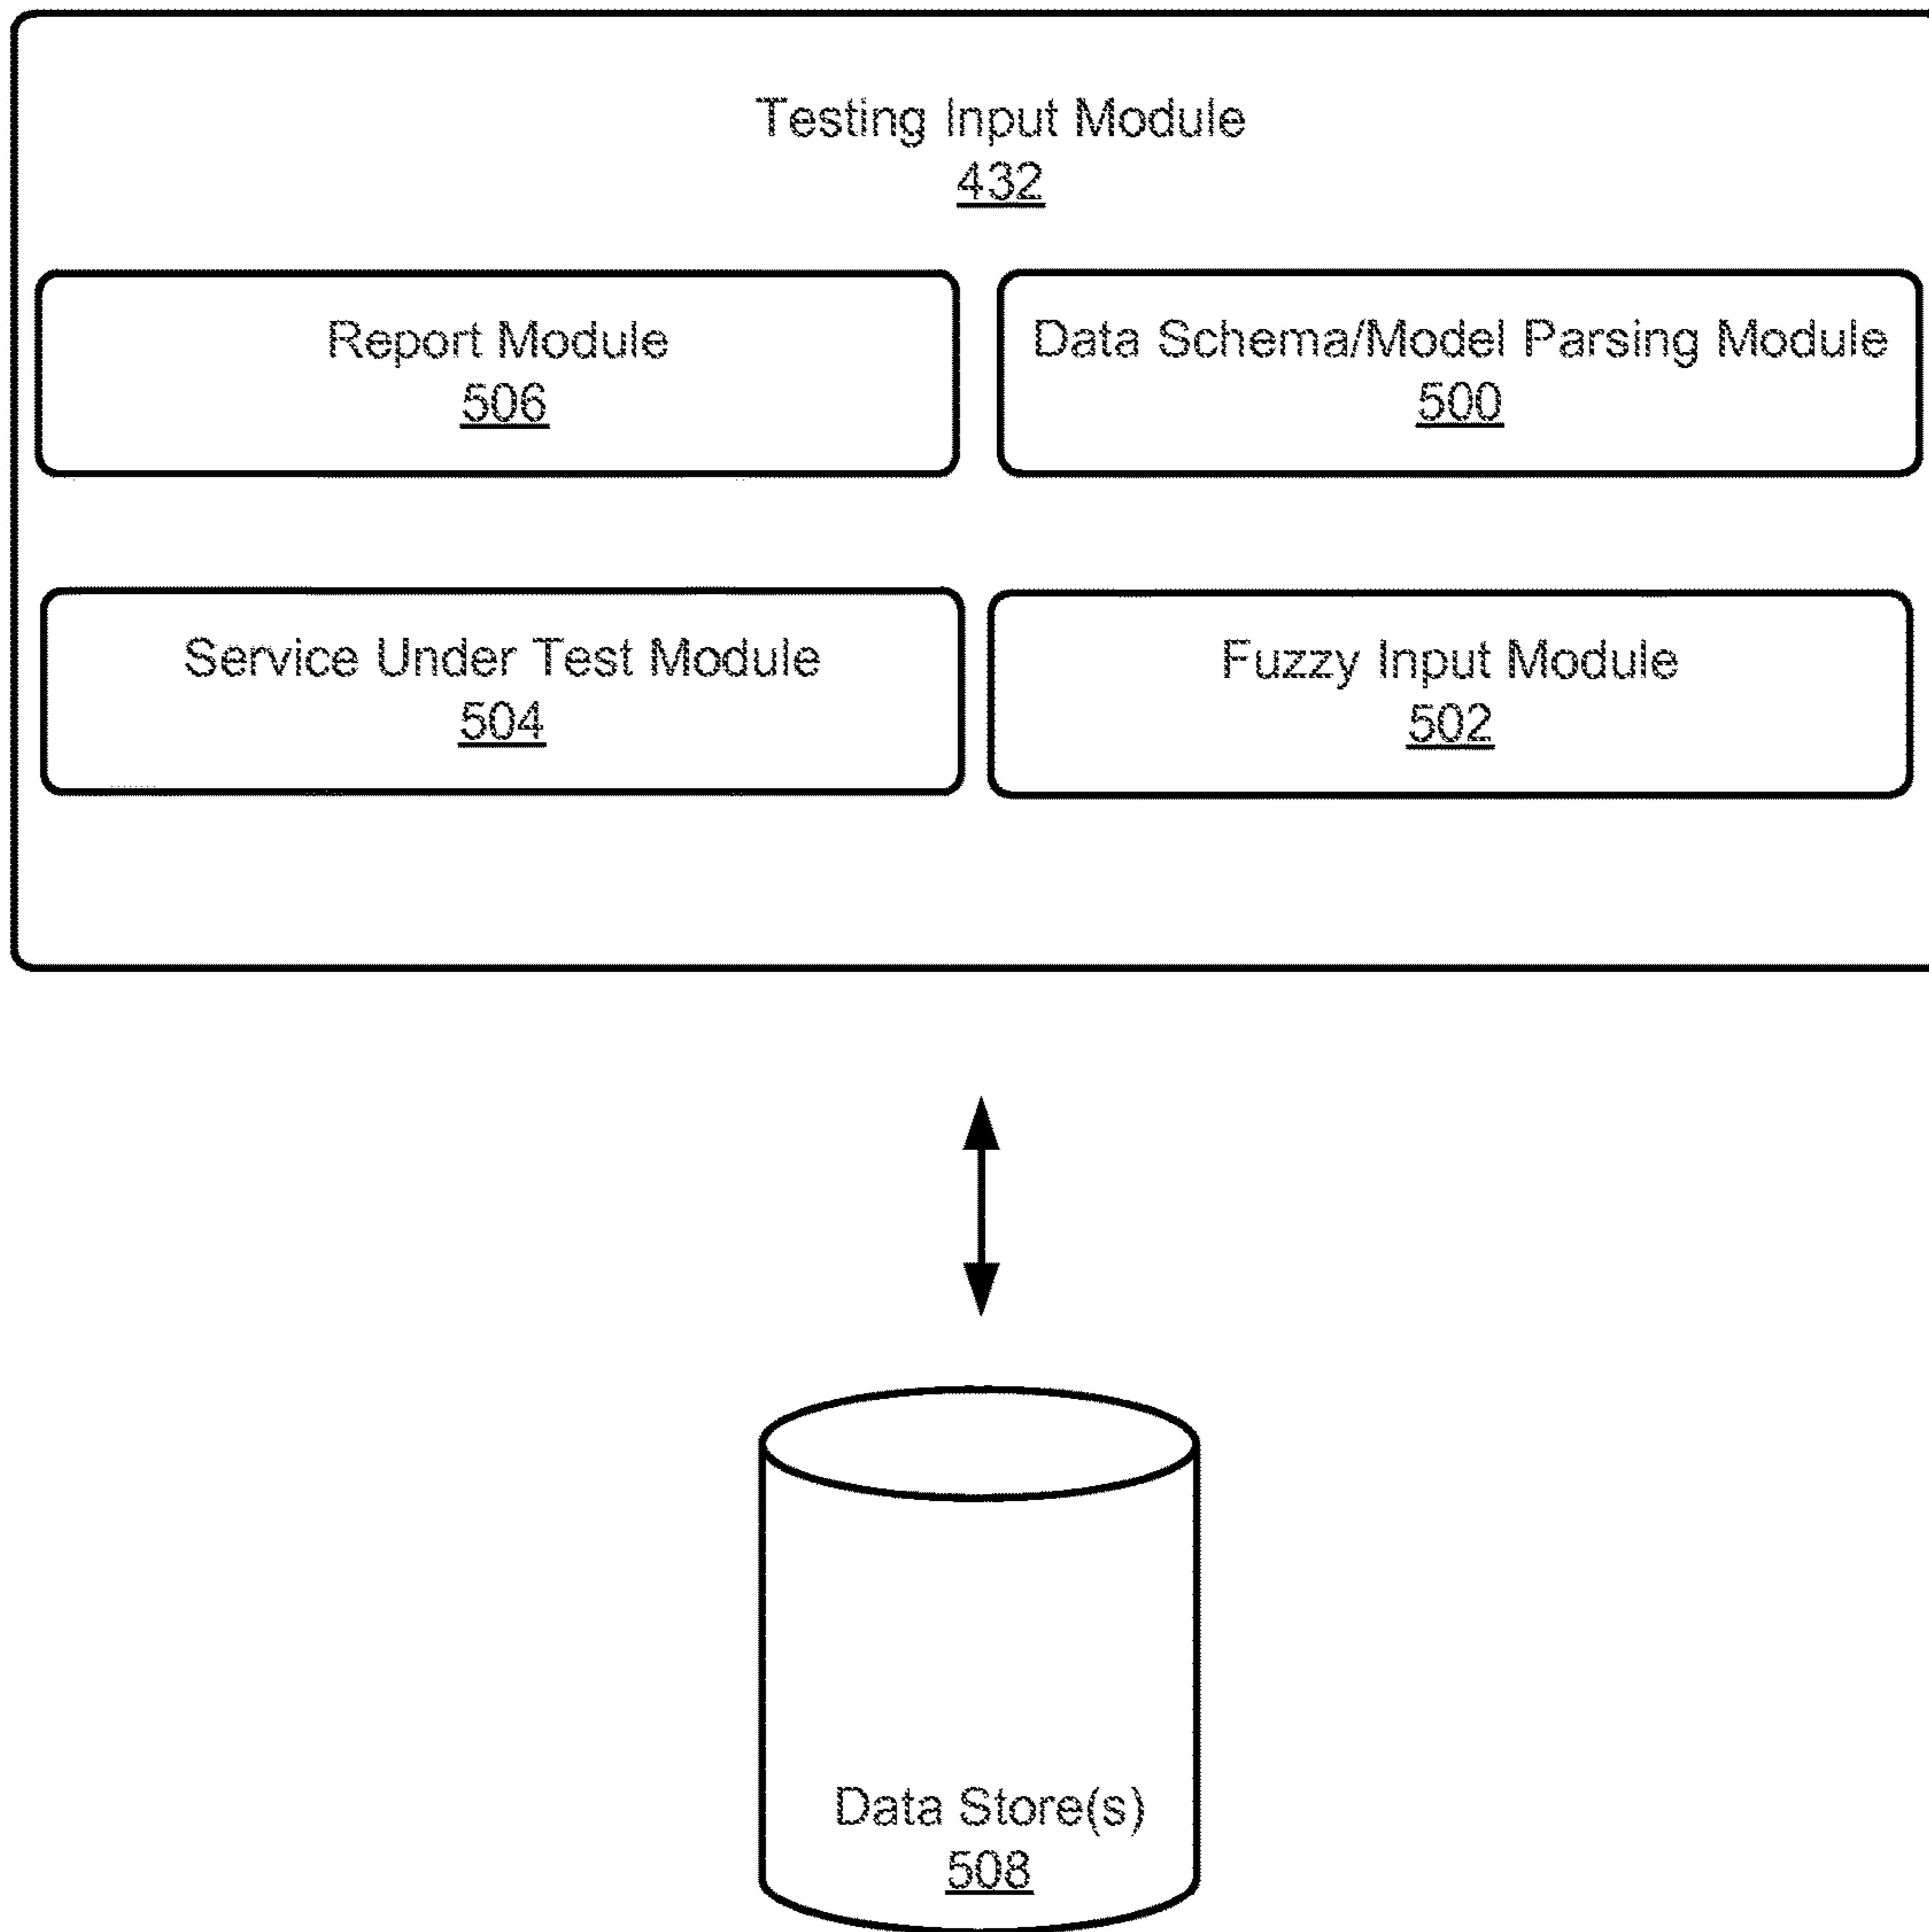 Testing Input Module
432
Report Module
506
Data Schema/Model Parsing Module
500
Service Under Test Module
504
Fuzzy Input Module
502
Data Store(s)
508